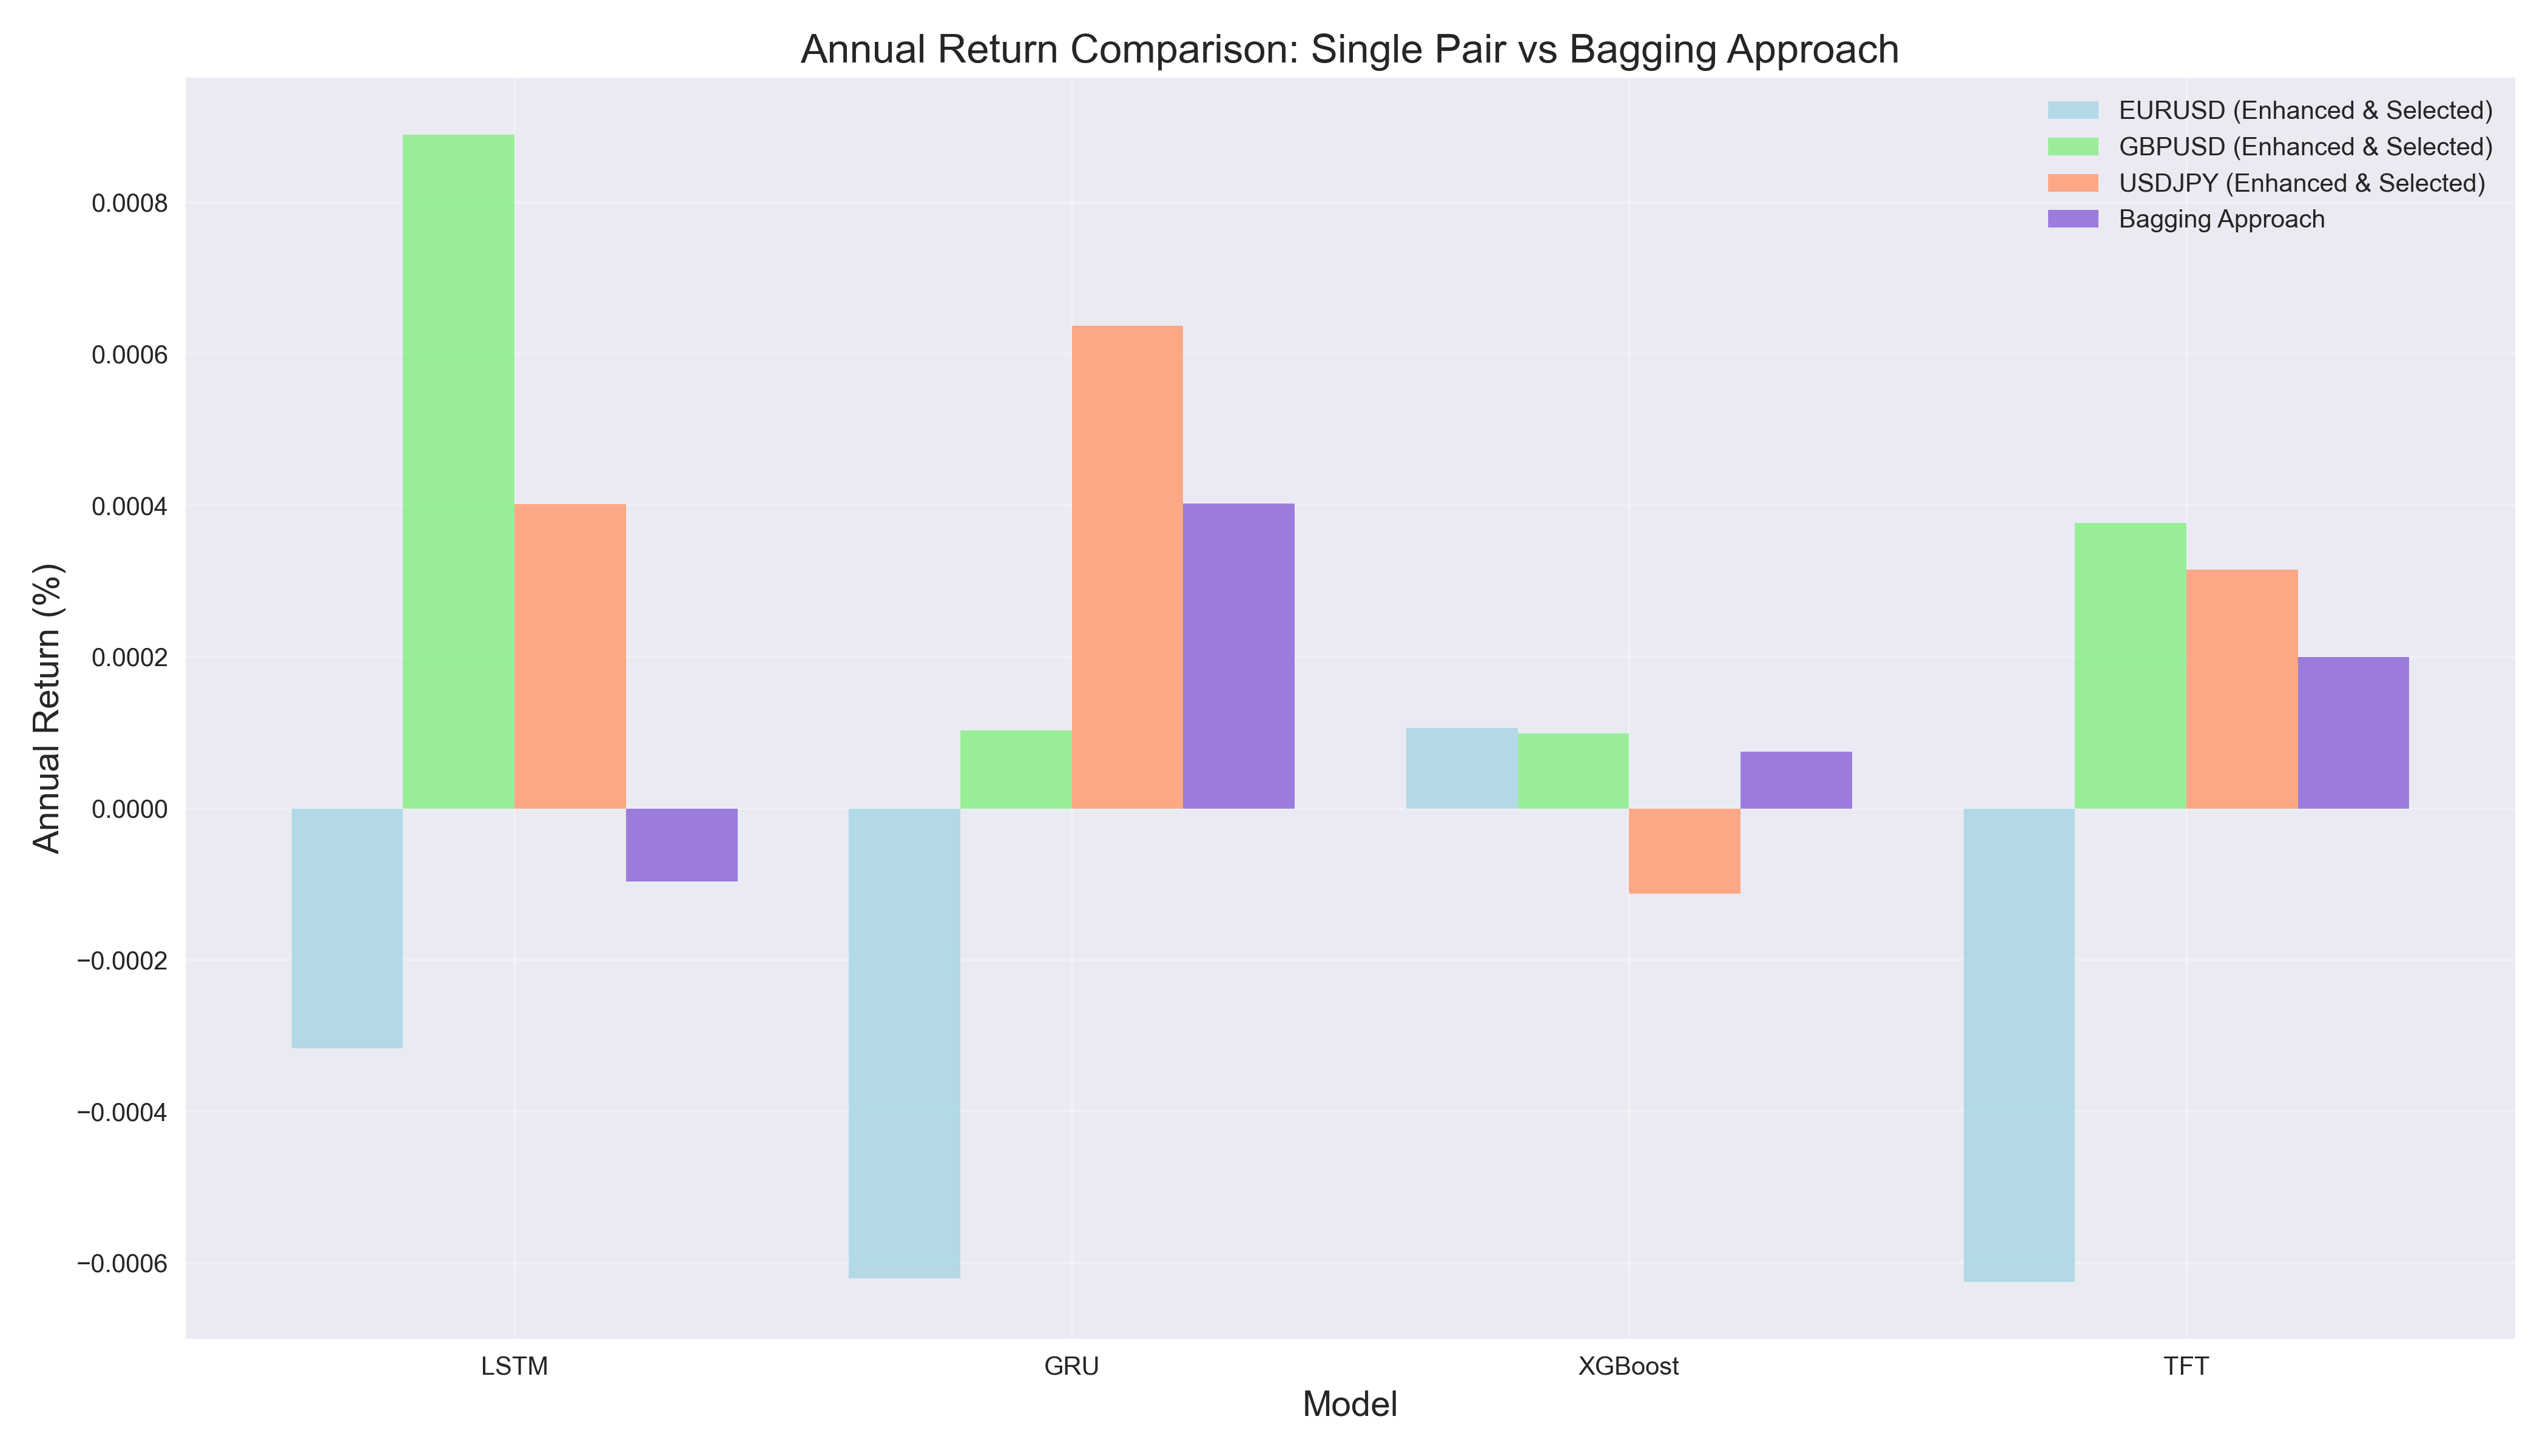 Annual Return Comparison: Single Pair vs Bagging Approach
EURUSD (Enhanced & Selected)
GBPUSD (Enhanced & Selected)
USDJPY (Enhanced & Selected)
Bagging Approach
Annual Return (%)
0.0008
0.0006
0.0004
0.0002
0.0000
−0.0002
−0.0004
−0.0006
LSTM GRU XGBoost TFT
Model